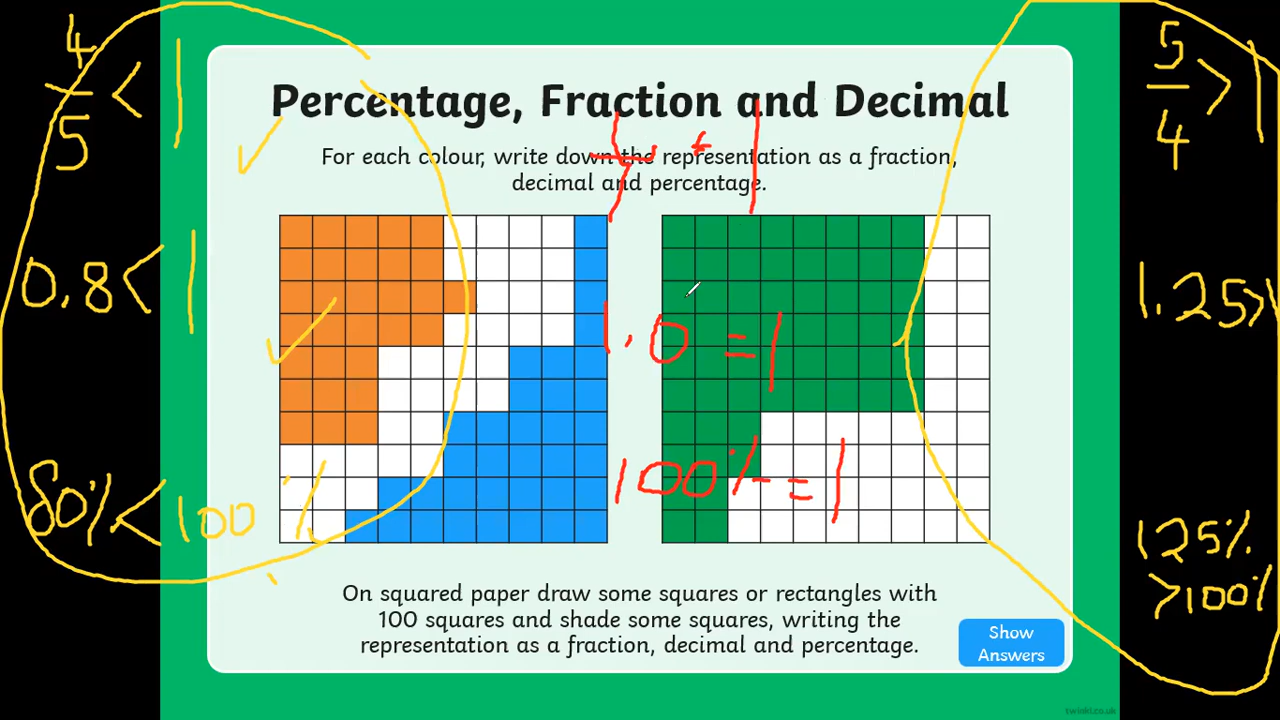 4/5 < 1
0.8 < 1
80% < 100%
5/4 > 1
1.25 > 1
125%
>100%
Percentage, Fraction and Decimal
For each colour, write down the representation as a fraction,
decimal and percentage.
1.0 = 1
100% = 1
On squared paper draw some squares or rectangles with
100 squares and shade some squares, writing the
representation as a fraction, decimal and percentage.
Show
Answers
twinkl.co.uk